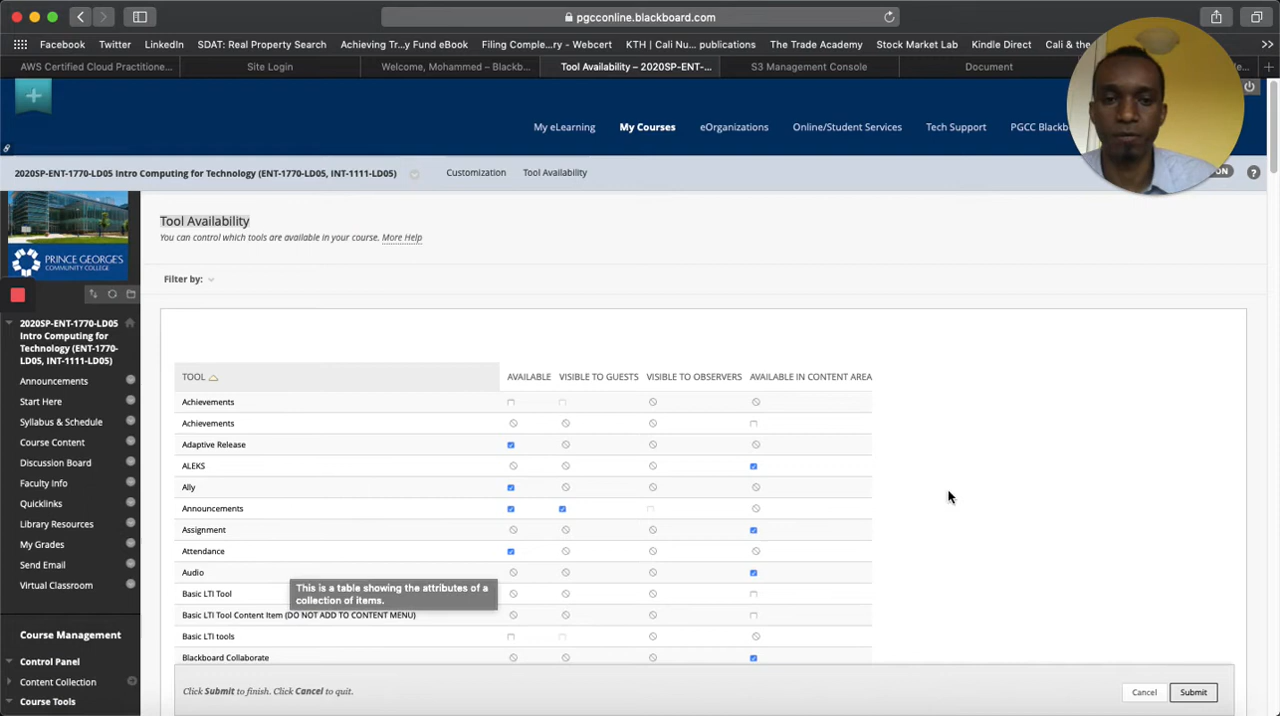 pgcconline.blackboard.com
Facebook Twitter LinkedIn SDAT: Real Property Search Achieving Tr...y Fund eBook Filing Comple...ry - Webcert KTH | Cali Nu... publications The Trade Academy Stock Market Lab Kindle Direct Cali & the
AWS Certified Cloud Practitione... Site Login Welcome, Mohammed – Blackb... Tool Availability – 2020SP-ENT-... S3 Management Console Document
My eLearning My Courses eOrganizations Online/Student Services Tech Support PGCC
2020SP-ENT-1770-LD05 Intro Computing for Technology (ENT-1770-LD05, INT-1111-LD05) Customization Tool Availability ON ?
PRINCE GEORGE'S
COMMUNITY COLLEGE
2020SP-ENT-1770-LD05
Intro Computing for
Technology (ENT-1770-
LD05, INT-1111-LD05)
Announcements
Start Here
Syllabus & Schedule
Course Content
Discussion Board
Faculty Info
Quicklinks
Library Resources
My Grades
Send Email
Virtual Classroom
Course Management
Control Panel
Content Collection
Course Tools
Tool Availability
You can control which tools are available in your course. More Help
Filter by:
TOOL AVAILABLE VISIBLE TO GUESTS VISIBLE TO OBSERVERS AVAILABLE IN CONTENT AREA
Achievements
Achievements
Adaptive Release
ALEKS
Ally
Announcements
Assignment
Attendance
Audio
This is a table showing the attributes of a
collection of items.
Basic LTI Tool
Basic LTI Tool Content Item (DO NOT ADD TO CONTENT MENU)
Basic LTI tools
Blackboard Collaborate
Click Submit to finish. Click Cancel to quit.
Cancel Submit